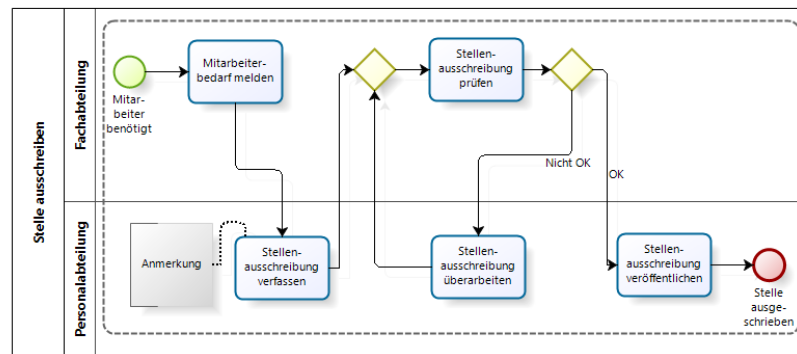 Stelle ausschreiben
Fachabteilung
Mitarbeiter-
bedarf melden
Stellen-
ausschreibung
prüfen
Mitar-
beiter
benötigt
Nicht OK
OK
Personalabteilung
Anmerkung
Stellen-
ausschreibung
verfassen
Stellen-
ausschreibung
überarbeiten
Stellen-
ausschreibung
veröffentlichen
Stelle
ausge-
schrieben